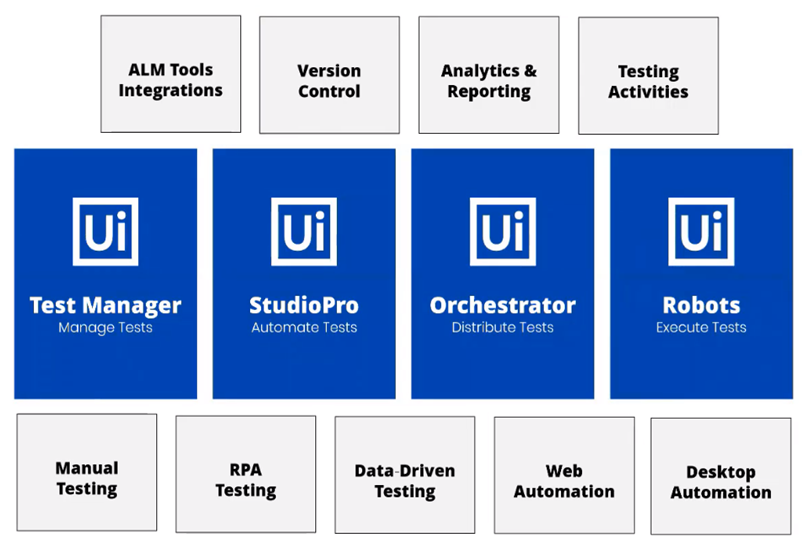 ALM Tools
Integrations
Version
Control
Analytics &
Reporting
Testing
Activities
Ui
Test Manager
Manage Tests
Ui
StudioPro
Automate Tests
Ui
Orchestrator
Distribute Tests
Ui
Robots
Execute Tests
Manual
Testing
RPA
Testing
Data-Driven
Testing
Web
Automation
Desktop
Automation